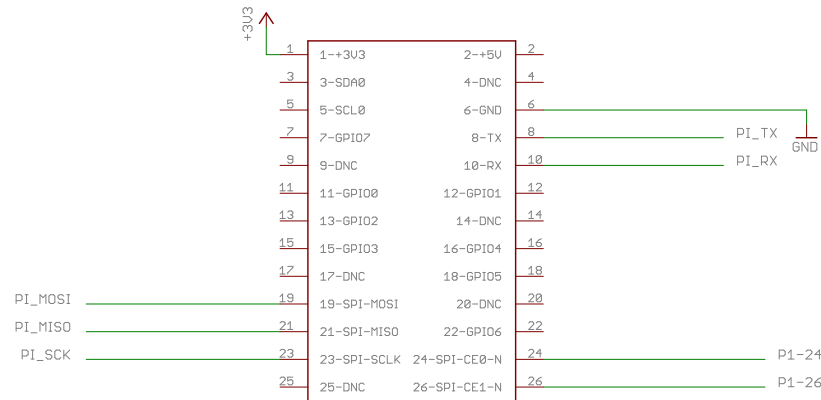 +3V3
1 1-+3V3 2-+5V 2
3 3-SDA0 4-DNC 4
5 5-SCL0 6-GND 6
7 7-GPIO7 8-TX 8 PI_TX
GND
9 9-DNC 10-RX 10 PI_RX
11 11-GPIO0 12-GPIO1 12
13 13-GPIO2 14-DNC 14
15 15-GPIO3 16-GPIO4 16
17 17-DNC 18-GPIO5 18
PI_MOSI 19 19-SPI-MOSI 20-DNC 20
PI_MISO 21 21-SPI-MISO 22-GPIO6 22
PI_SCK 23 23-SPI-SCLK 24-SPI-CE0-N 24 P1-24
25 25-DNC 26-SPI-CE1-N 26 P1-26